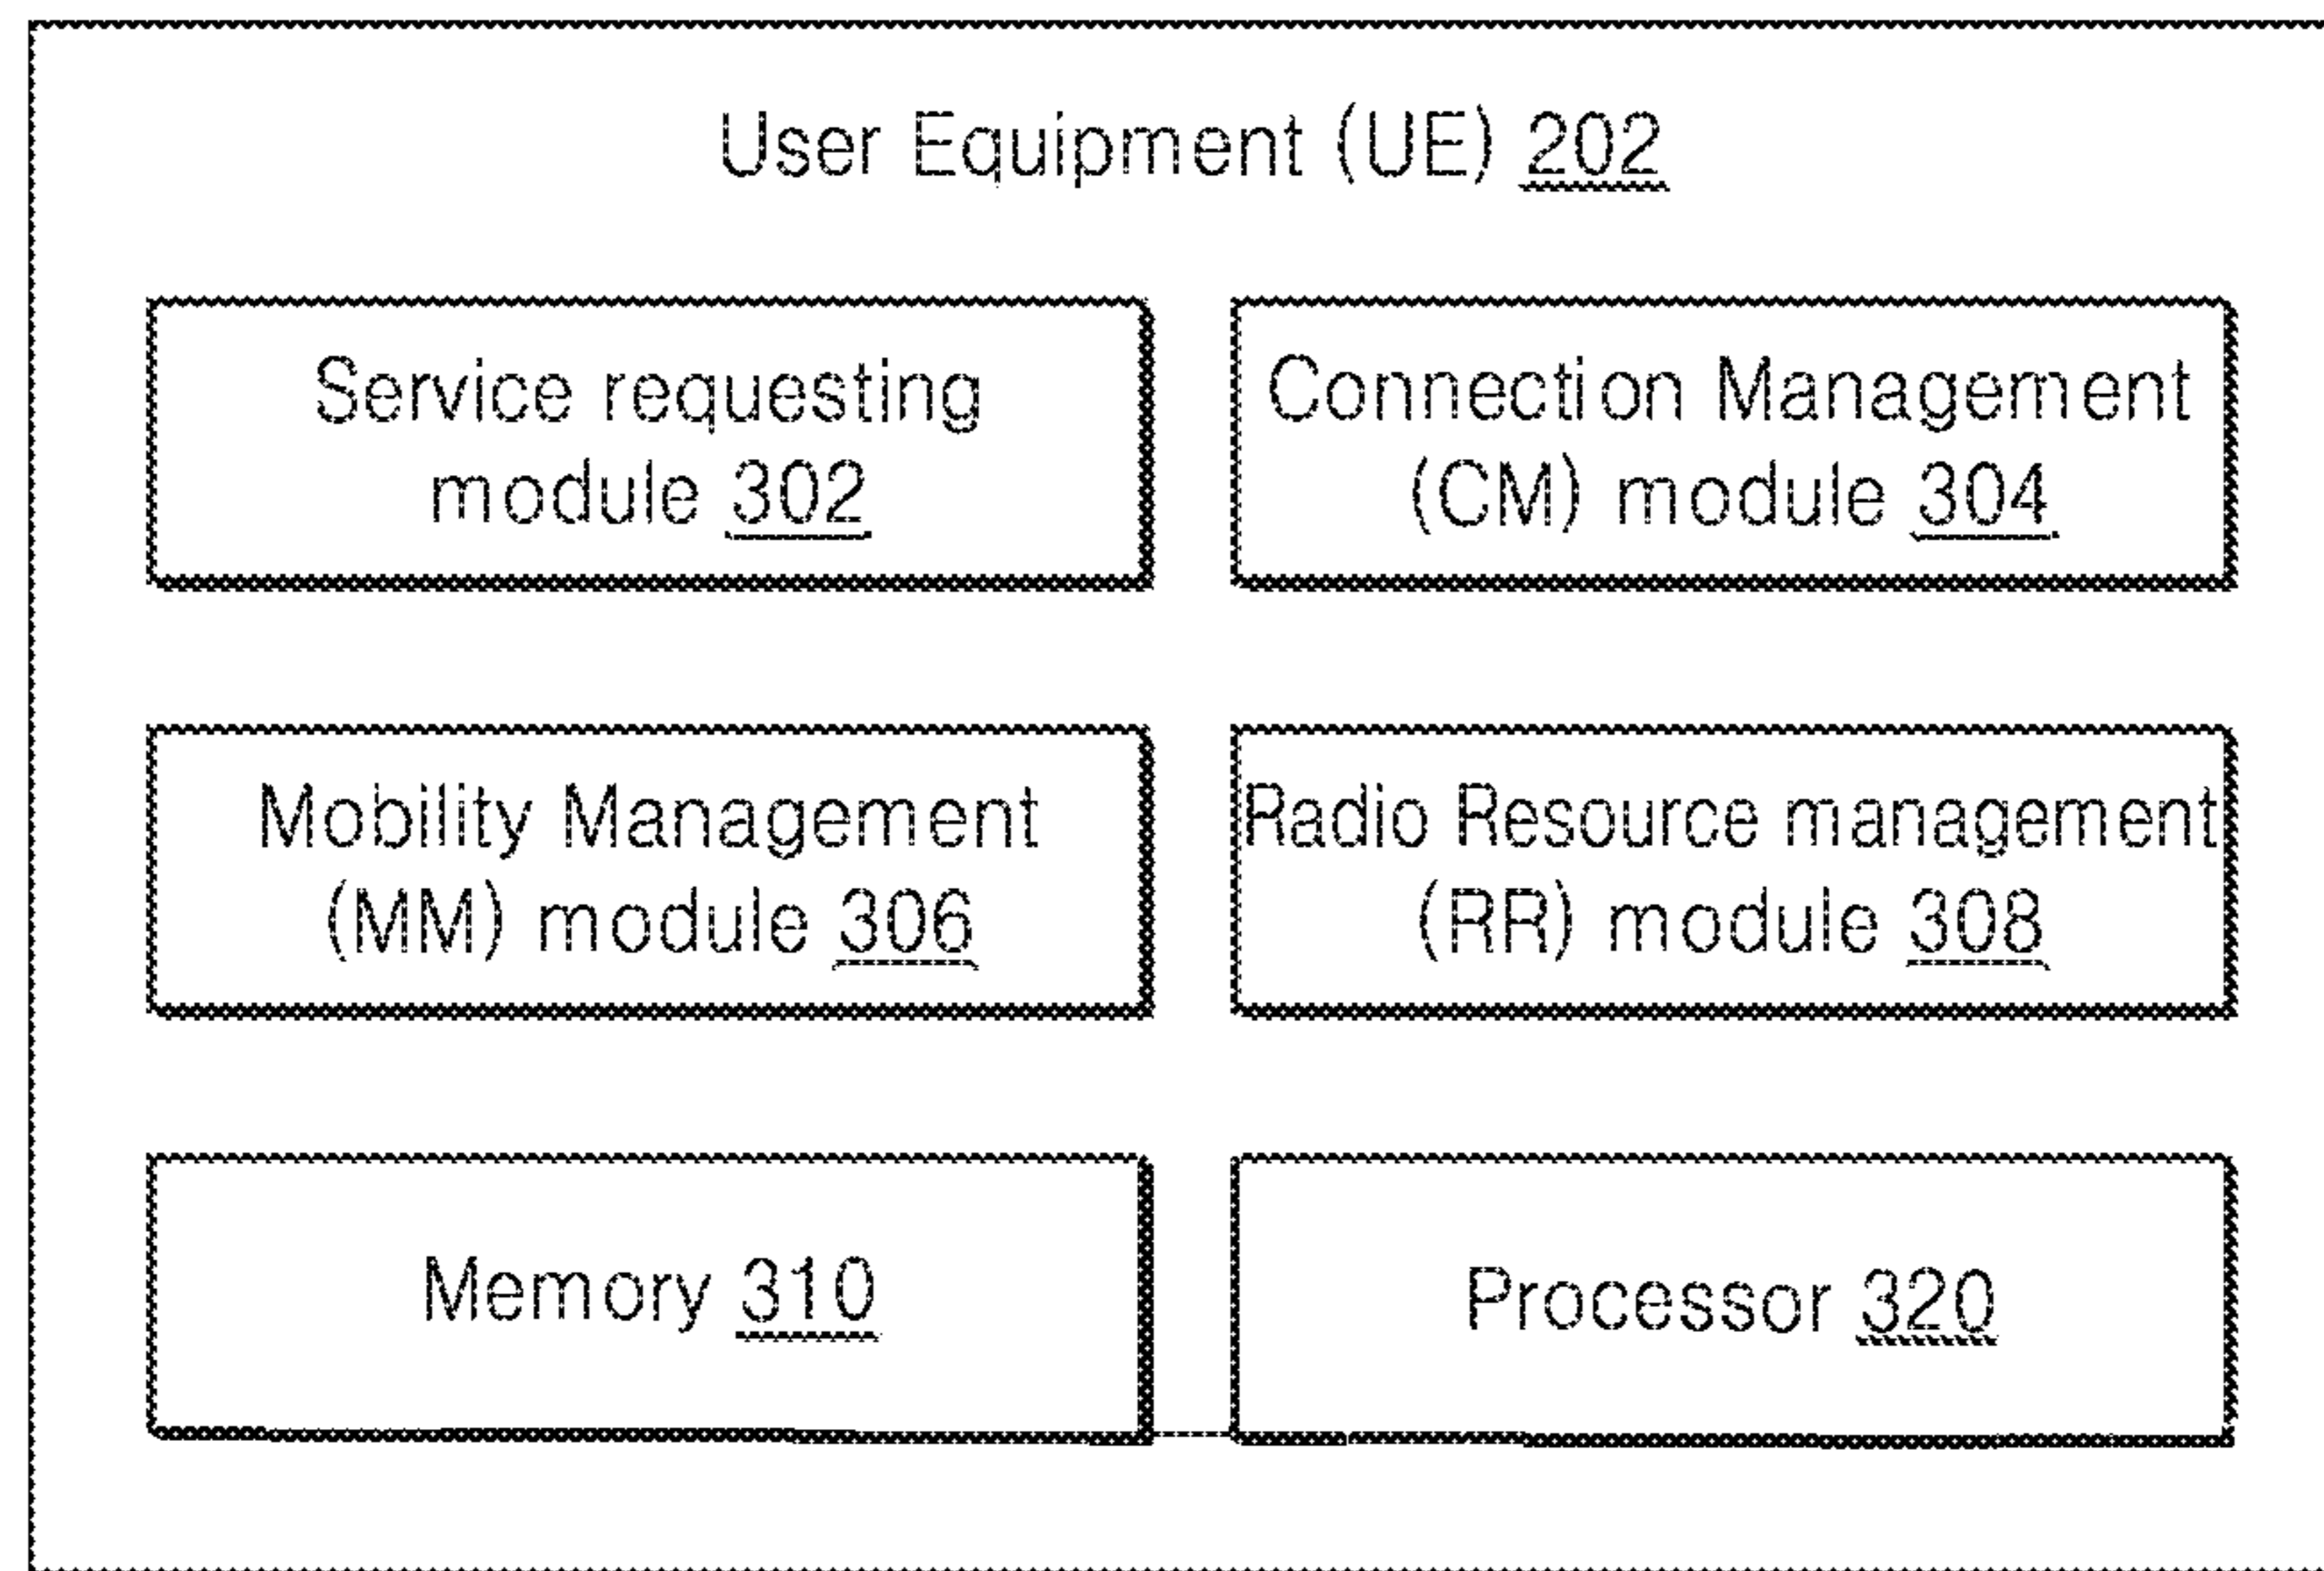 User Equipment (UE) 202
Service requesting
module 302
Connection Management
(CM) module 304
Mobility Management
(MM) module 306
Radio Resource management
(RR) module 308
Memory 310
Processor 320